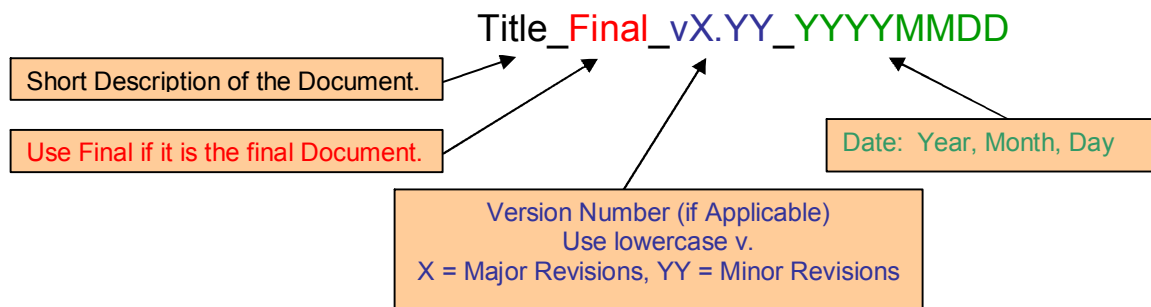 Title_Final_vX.YY_YYYYMMDD
Short Description of the Document.
Use Final if it is the final Document.
Date:  Year, Month, Day
Version Number (if Applicable)
Use lowercase v.
X = Major Revisions, YY = Minor Revisions